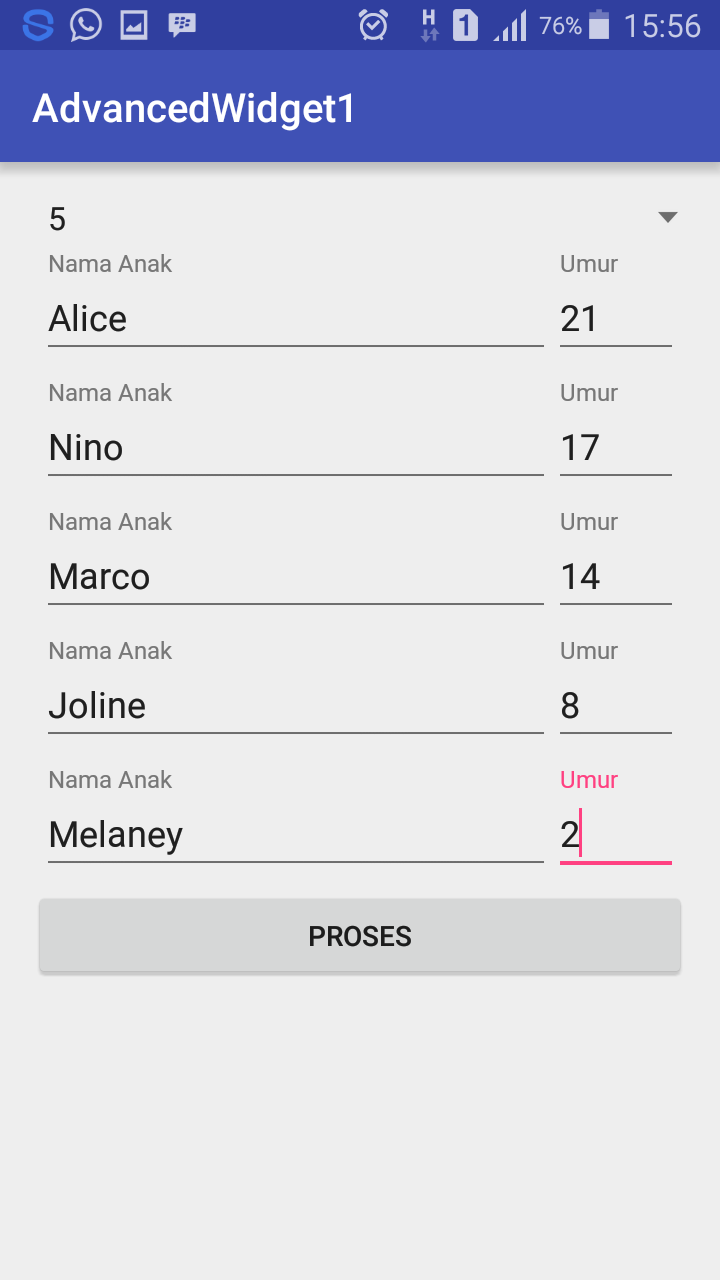 H 1 76% 15:56
AdvancedWidget1
5
Nama Anak Umur
Alice 21
Nama Anak Umur
Nino 17
Nama Anak Umur
Marco 14
Nama Anak Umur
Joline 8
Nama Anak Umur
Melaney 2
PROSES